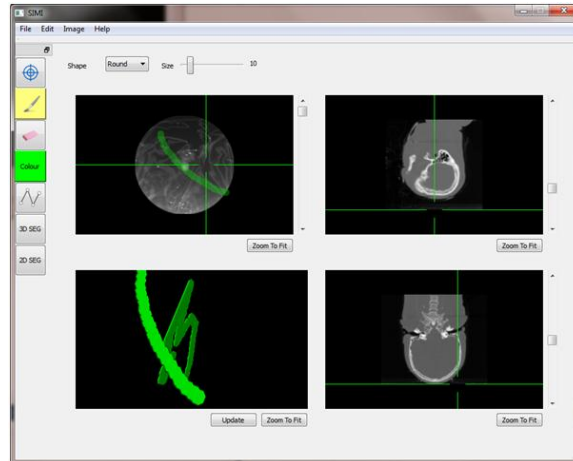 SIMI
File Edit Image Help
Shape Round Size 10
Colour
3D SEG
2D SEG
Zoom To Fit
Zoom To Fit
Update Zoom To Fit
Zoom To Fit